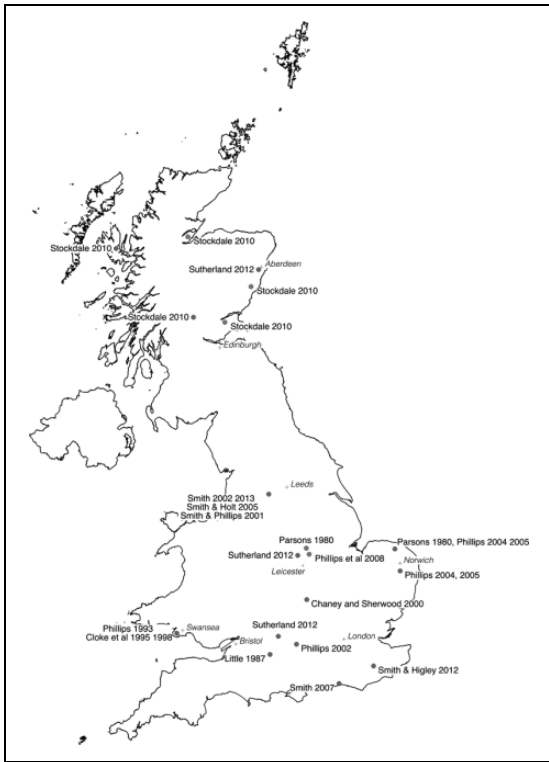 Stockdale 2010
Stockdale 2010
Aberdeen
Sutherland 2012
Stockdale 2010
Stockdale 2010
Stockdale 2010
Edinburgh
Leeds
Smith 2002 2013
Smith & Holt 2005
Smith & Phillips 2001
Parsons 1980
Parsons 1980, Phillips 2004 2005
Sutherland 2012
Phillips et al 2008
Norwich
Leicester
Phillips 2004, 2005
Chaney and Sherwood 2000
Phillips 1993
Swansea
Cloke et al 1995 1998
Sutherland 2012
London
Bristol
Phillips 2002
Little 1987
Smith & Higley 2012
Smith 2007